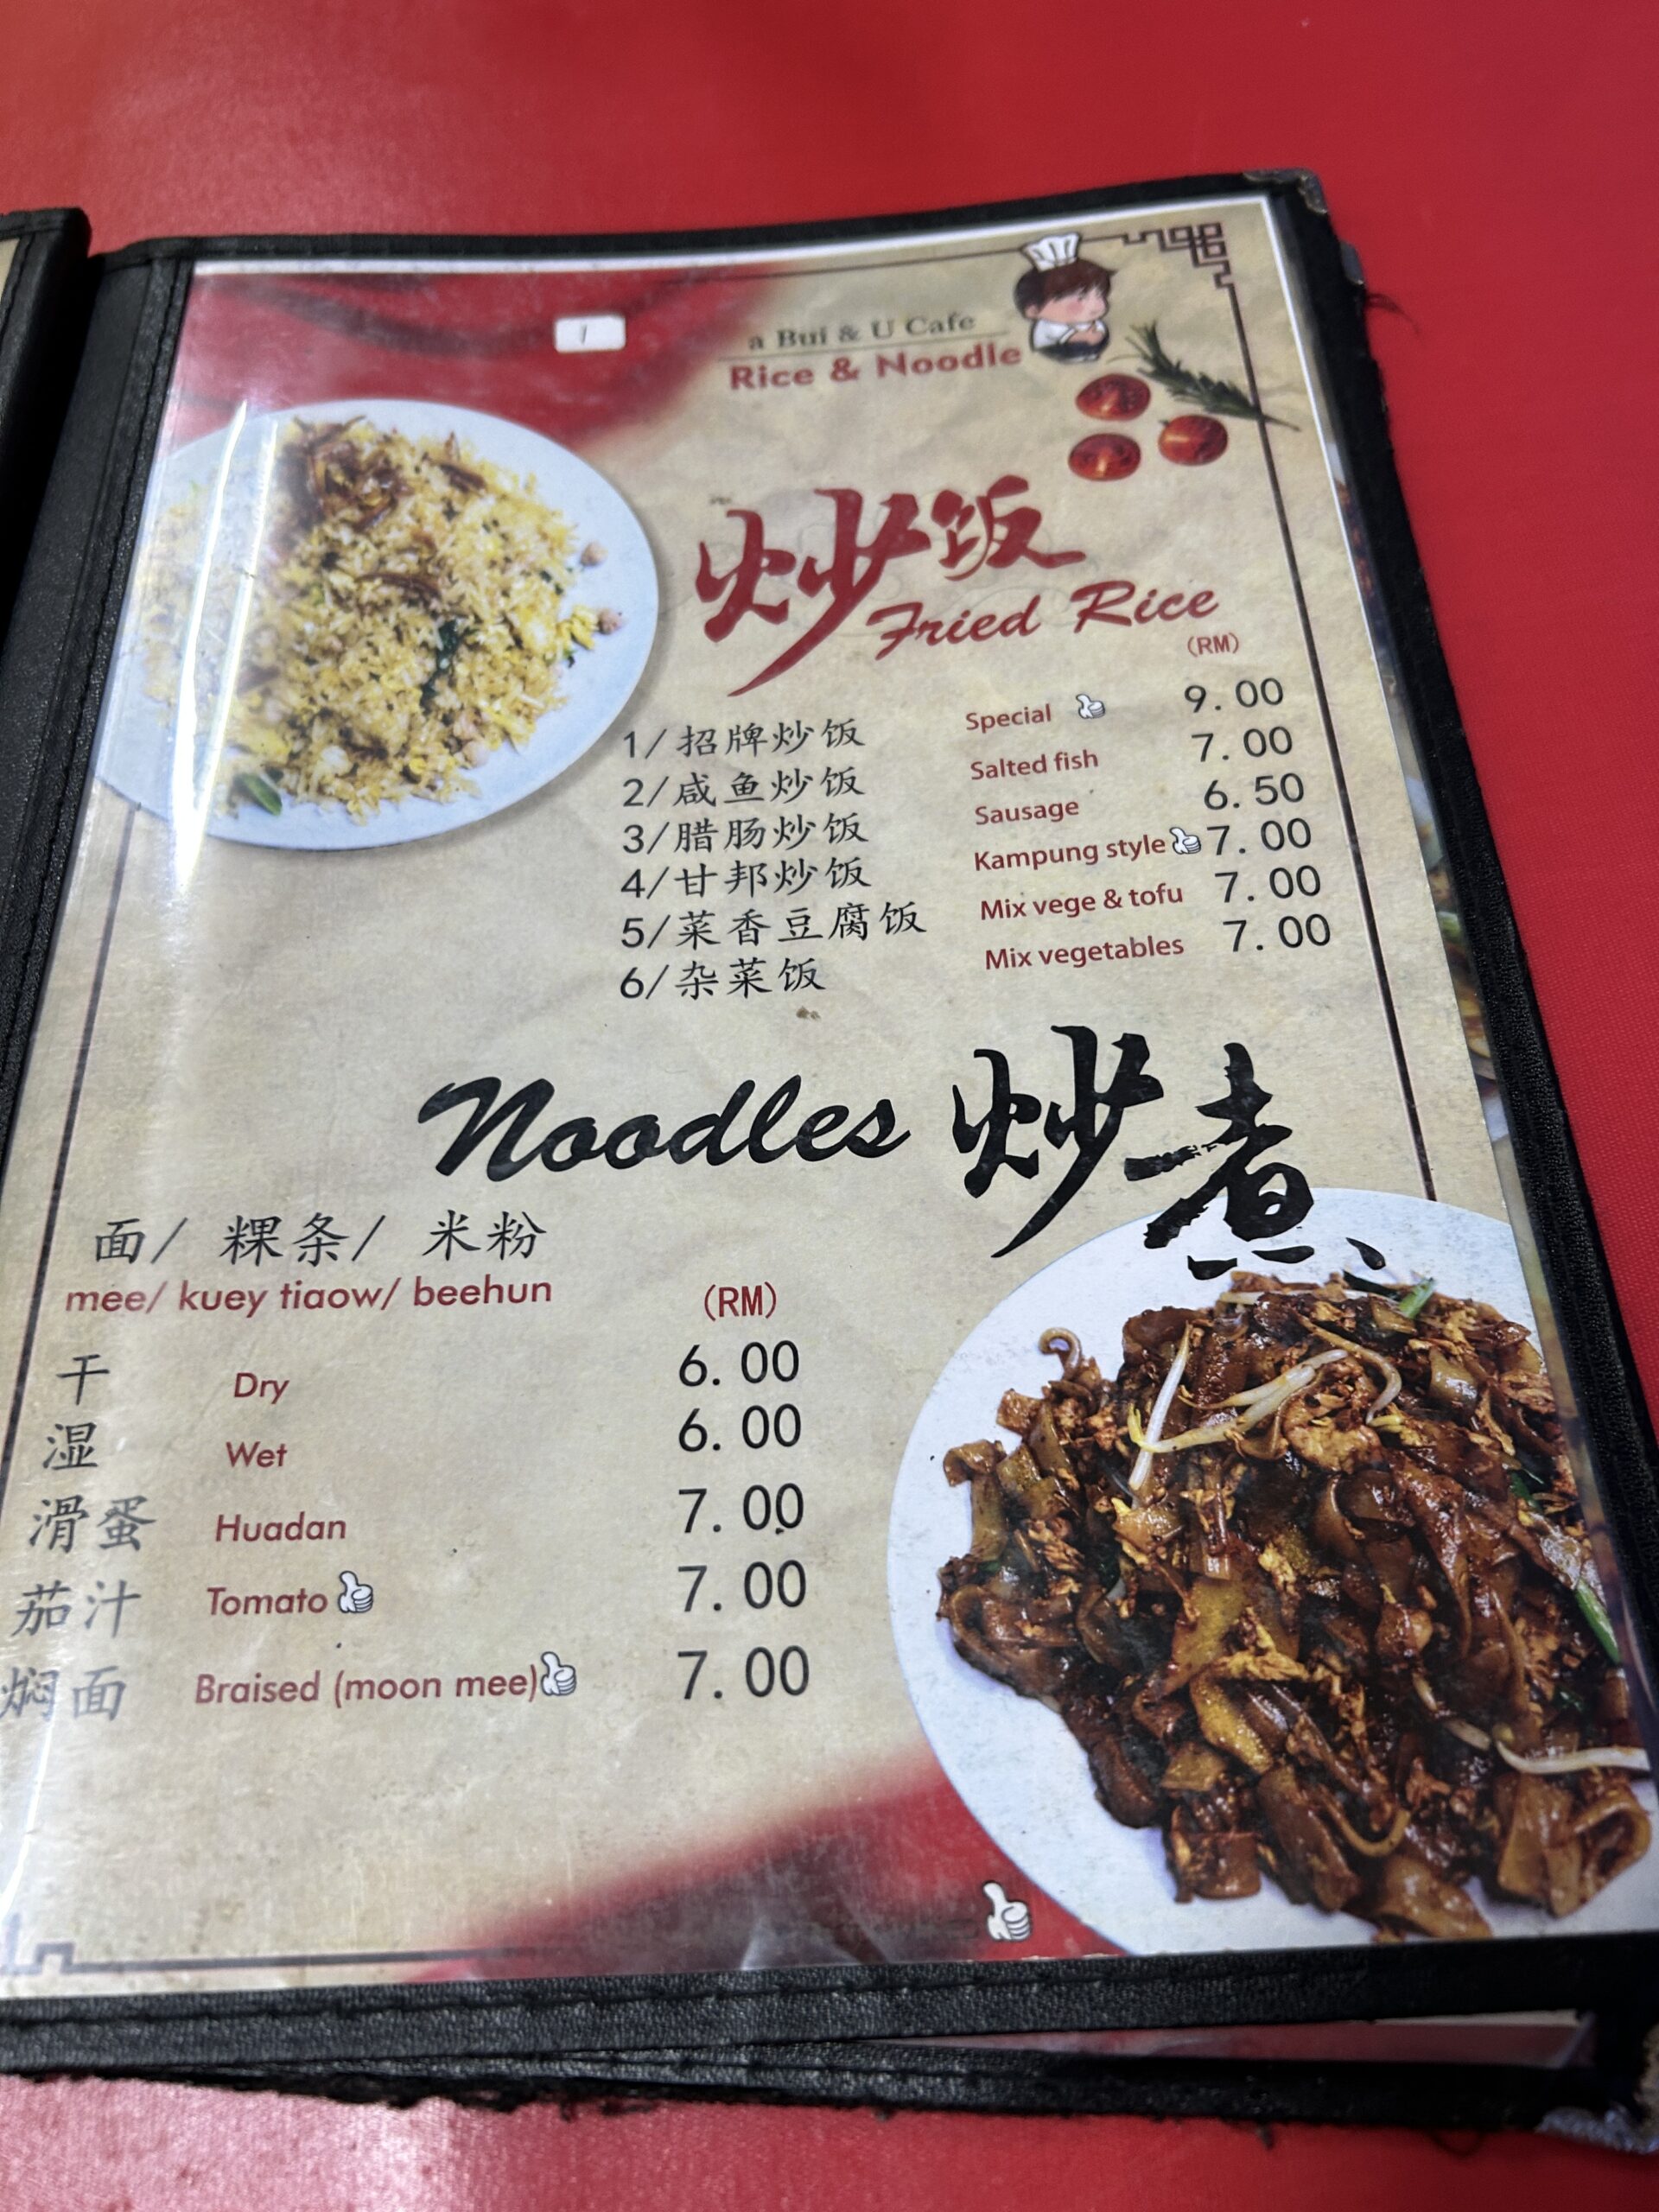 1
a Bui & U Cafe
Rice & Noodle
炒饭
Fried Rice
(RM)
1/招牌炒饭 Special 9.00
2/咸鱼炒饭 Salted fish 7.00
3/腊肠炒饭 Sausage 6.50
4/甘邦炒饭 Kampung style 7.00
5/菜香豆腐饭 Mix vege & tofu 7.00
6/杂菜饭 Mix vegetables 7.00
Noodles 炒煮
面/ 粿条/ 米粉
mee/ kuey tiaow/ beehun (RM)
干 Dry 6.00
湿 Wet 6.00
滑蛋 Huadan 7.00
茄汁 Tomato 7.00
焖面 Braised (moon mee) 7.00